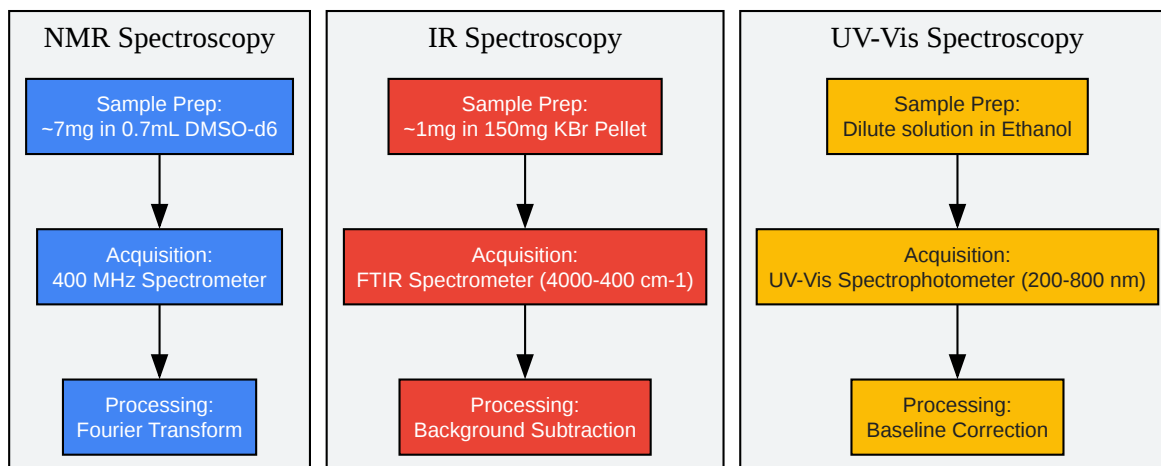 NMR Spectroscopy
Sample Prep:
~7mg in 0.7mL DMSO-d6
Acquisition:
400 MHz Spectrometer
Processing:
Fourier Transform
IR Spectroscopy
Sample Prep:
~1mg in 150mg KBr Pellet
Acquisition:
FTIR Spectrometer (4000-400 cm-1)
Processing:
Background Subtraction
UV-Vis Spectroscopy
Sample Prep:
Dilute solution in Ethanol
Acquisition:
UV-Vis Spectrophotometer (200-800 nm)
Processing:
Baseline Correction